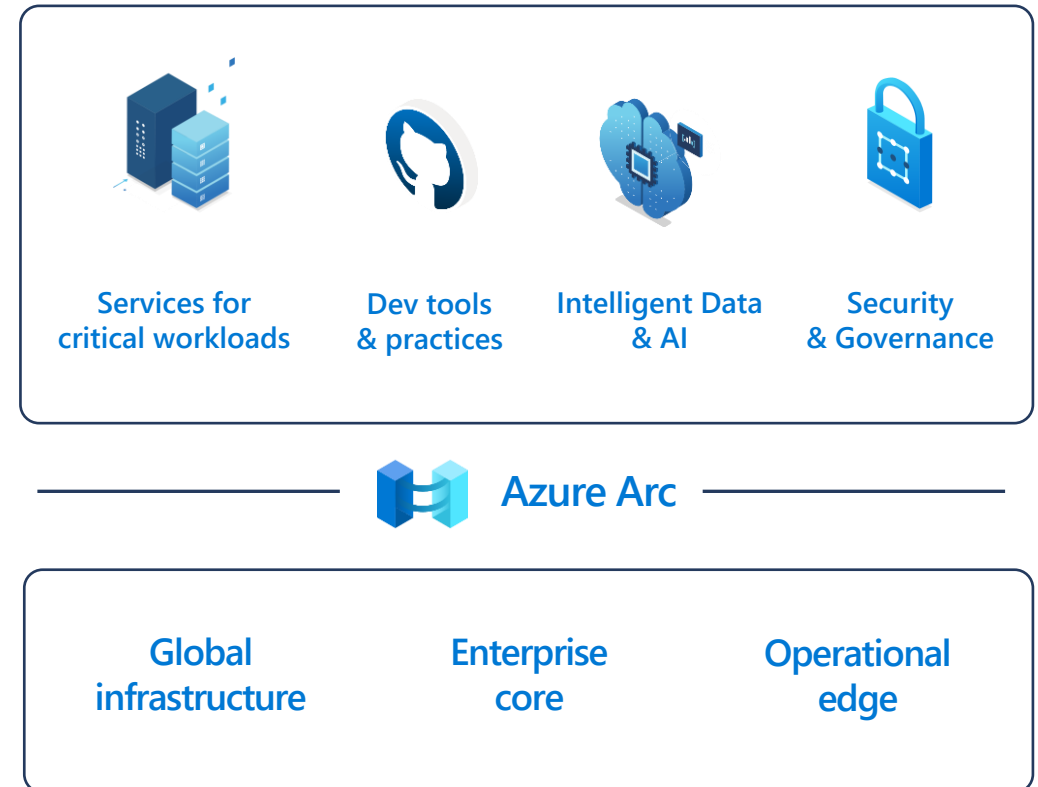 Services for
critical workloads
Dev tools
& practices
Intelligent Data
& AI
Security
& Governance
Azure Arc
Global
infrastructure
Enterprise
core
Operational
edge